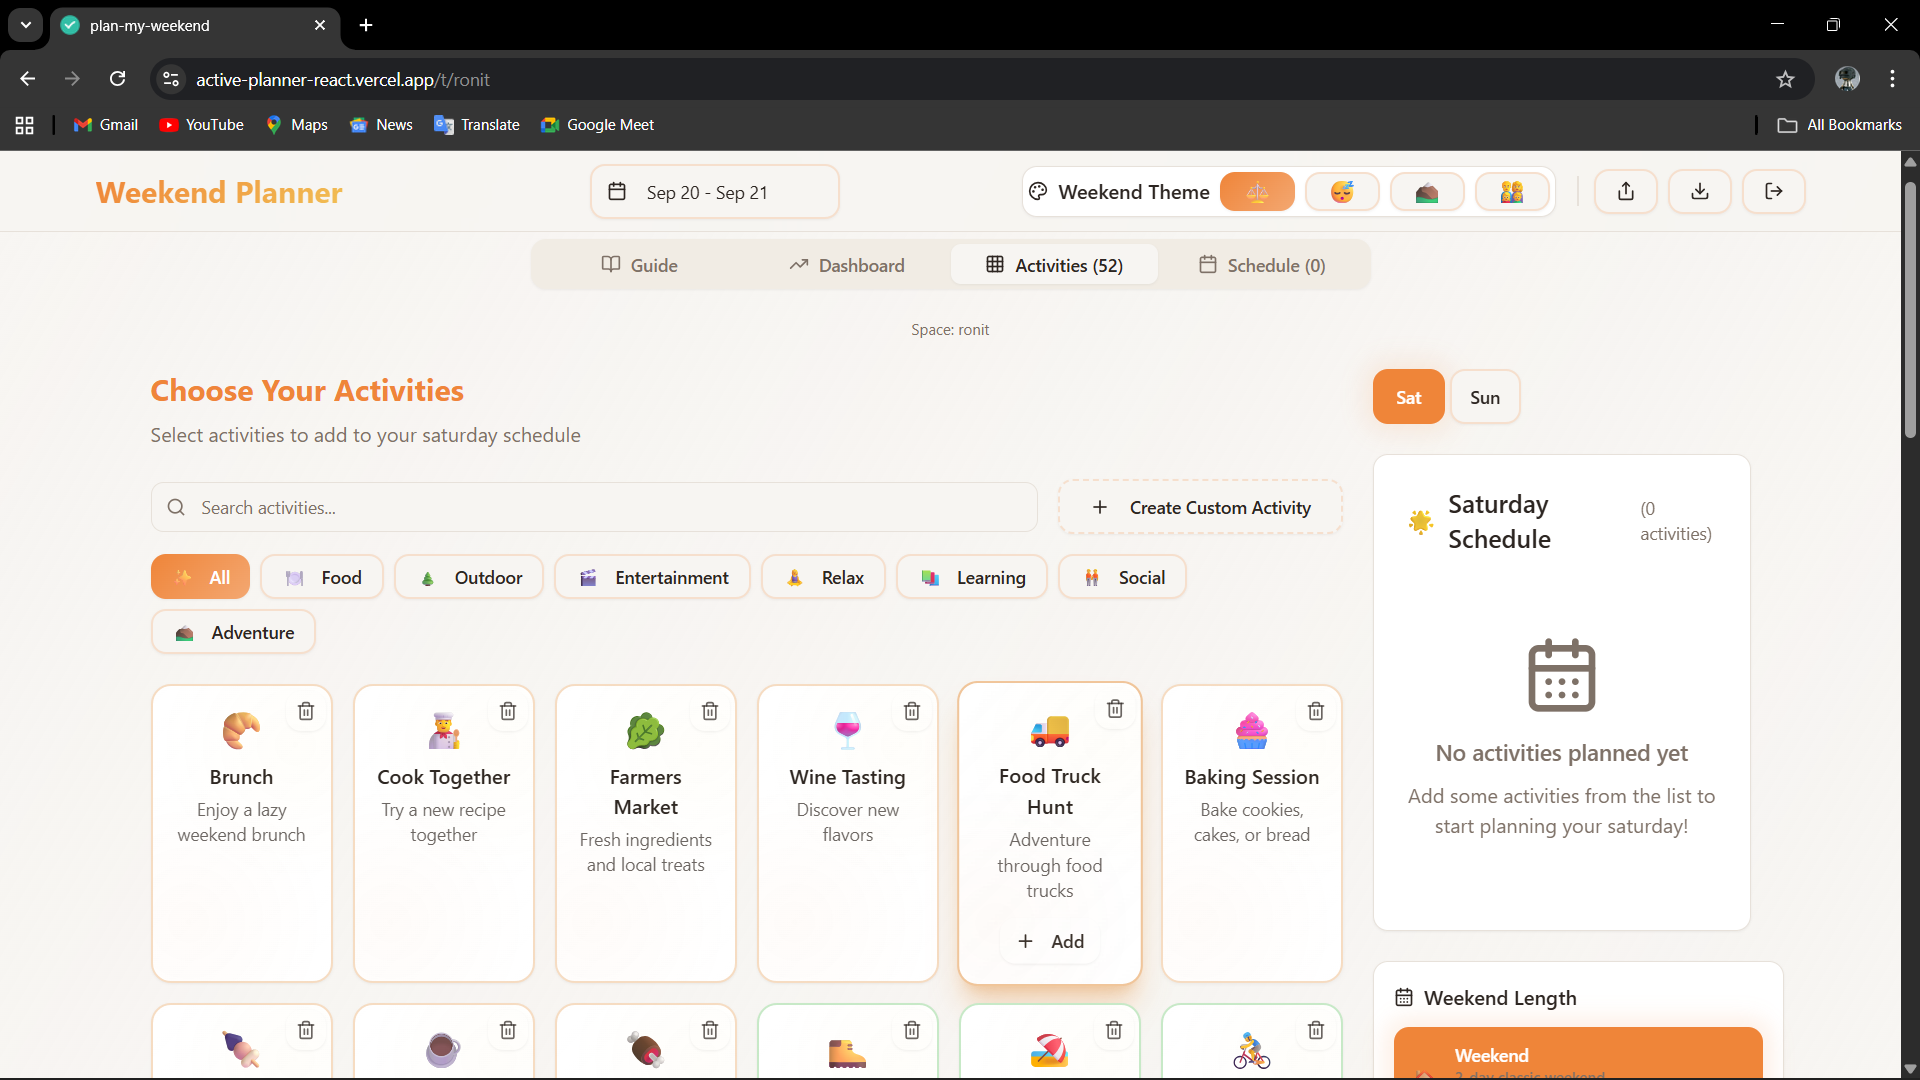 plan-my-weekend
active-planner-react.vercel.app/t/ronit
Gmail
YouTube
Maps
News
Translate
Google Meet
All Bookmarks
Weekend Planner
Sep 20 - Sep 21
Weekend Theme
Guide
Dashboard
Activities (52)
Schedule (0)
Space: ronit
Choose Your Activities
Select activities to add to your saturday schedule
Search activities...
Create Custom Activity
All
Food
Outdoor
Entertainment
Relax
Learning
Social
Adventure
Brunch
Enjoy a lazy
weekend brunch
Cook Together
Try a new recipe
together
Farmers
Market
Fresh ingredients
and local treats
Wine Tasting
Discover new
flavors
Food Truck
Hunt
Adventure
through food
trucks
Add
Baking Session
Bake cookies,
cakes, or bread
Sat
Sun
Saturday
Schedule
(0
activities)
No activities planned yet
Add some activities from the list to
start planning your saturday!
Weekend Length
Weekend
2-day classic weekend